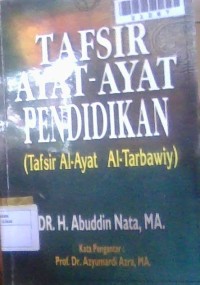 TAFSIR
AYAT-AYAT
PENDIDIKAN
(Tafsir Al-Ayat Al-Tarbawiy)
DR. H. Abuddin Nata, MA.
Kata Pengantar :
Prof. Dr. Azyumardi Azra, MA.